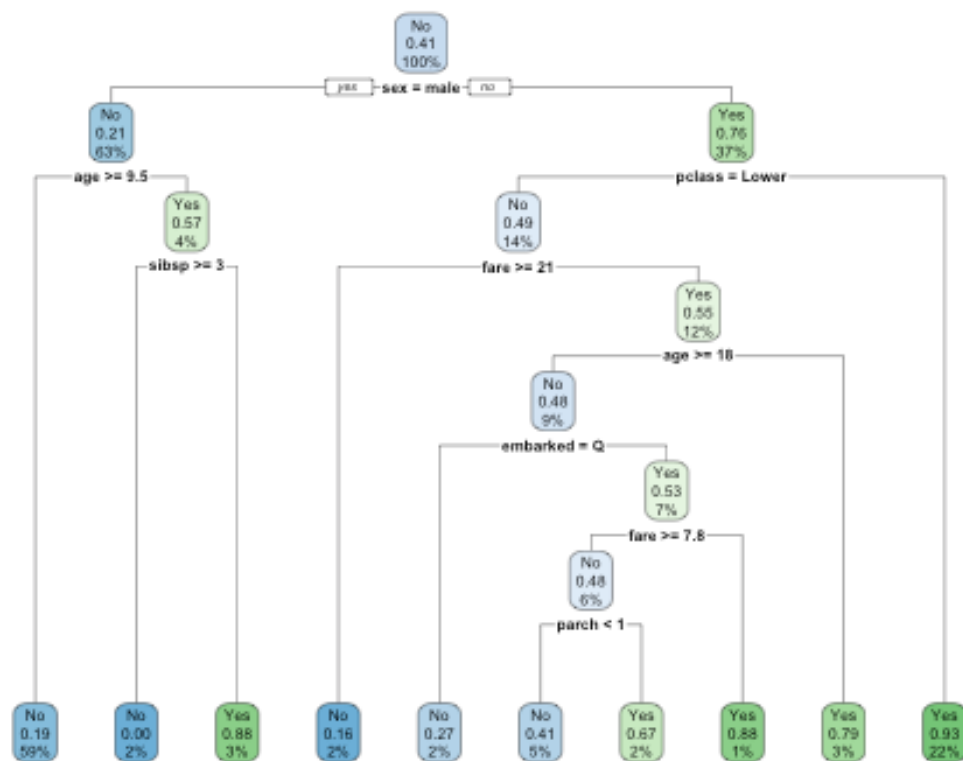 No
0.41
100%
yes sex = male no
No
0.21
63%
Yes
0.76
37%
age >= 9.5
pclass = Lower
Yes
0.57
4%
No
0.49
14%
sibsp >= 3
fare >= 21
Yes
0.55
12%
age >= 18
No
0.48
9%
embarked = Q
Yes
0.53
7%
fare >= 7.8
No
0.48
6%
parch < 1
No
0.19
59%
No
0.00
2%
Yes
0.88
3%
No
0.16
2%
No
0.27
2%
No
0.41
5%
Yes
0.67
2%
Yes
0.88
1%
Yes
0.79
3%
Yes
0.93
22%